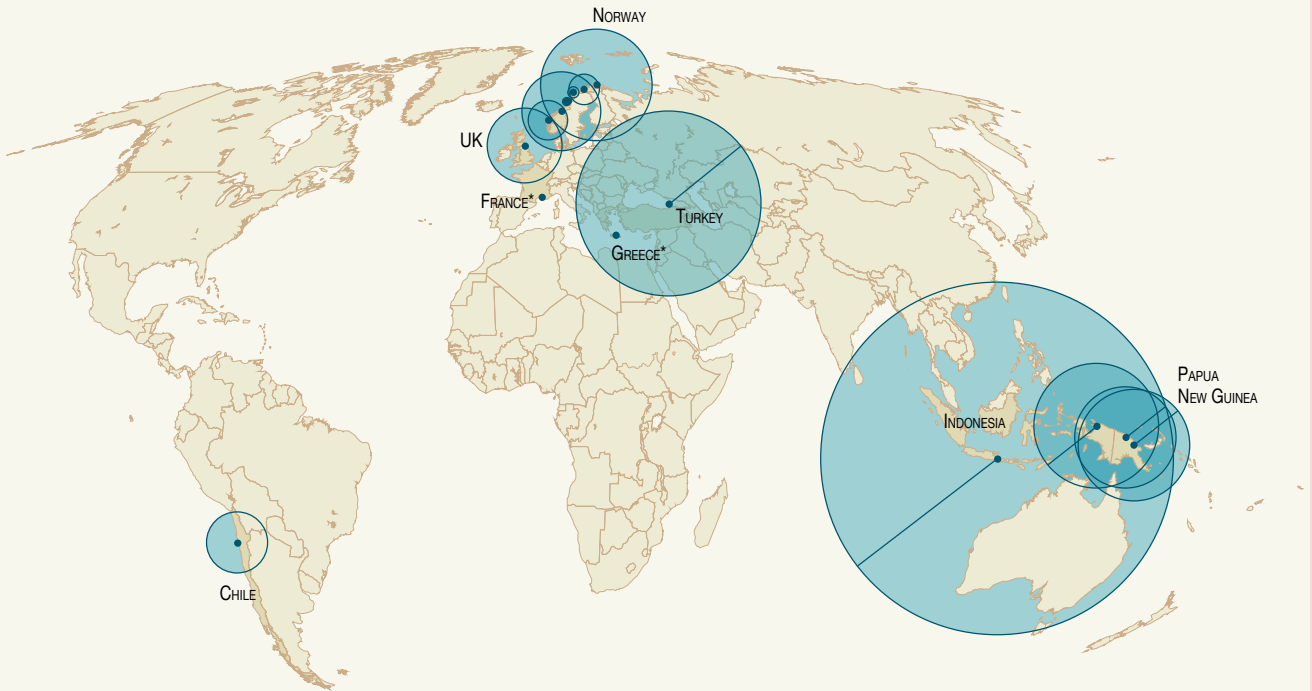 NORWAY
UK
FRANCE*
TURKEY
GREECE*
PAPUA
NEW GUINEA
INDONESIA
CHILE